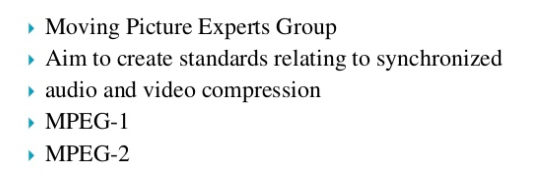 Moving Picture Experts Group
Aim to create standards relating to synchronized
audio and video compression
MPEG-1
MPEG-2